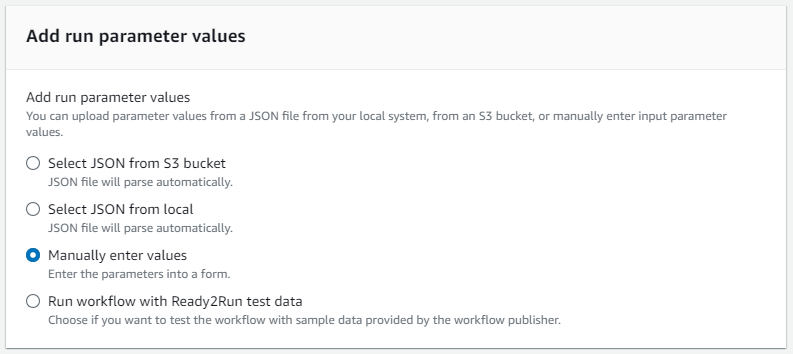 Add run parameter values
Add run parameter values
You can upload parameter values from a JSON file from your local system, from an S3 bucket, or manually enter input parameter
values.
Select JSON from S3 bucket
JSON file will parse automatically.
Select JSON from local
JSON file will parse automatically.
Manually enter values
Enter the parameters into a form.
Run workflow with Ready2Run test data
Choose if you want to test the workflow with sample data provided by the workflow publisher.